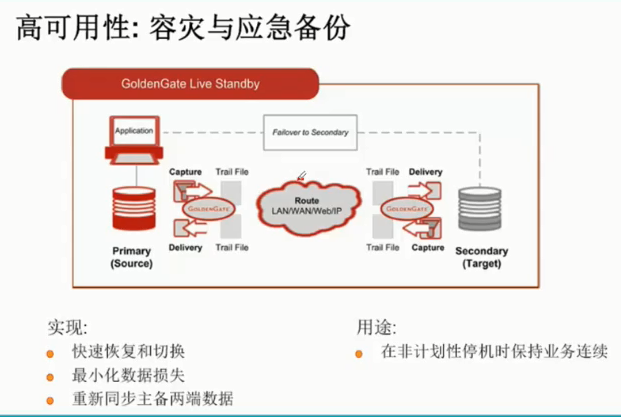 高可用性: 容灾与应急备份
GoldenGate Live Standby
Application
Failover to Secondary
Capture
Trail File
Trail File
Delivery
GOLDENGATE
Route
LAN/WAN/Web/IP
GOLDENGATE
Primary
(Source)
Delivery
Trail File
Trail File
Capture
Secondary
(Target)
实现:
快速恢复和切换
最小化数据损失
重新同步主备两端数据
用途:
在非计划性停机时保持业务连续